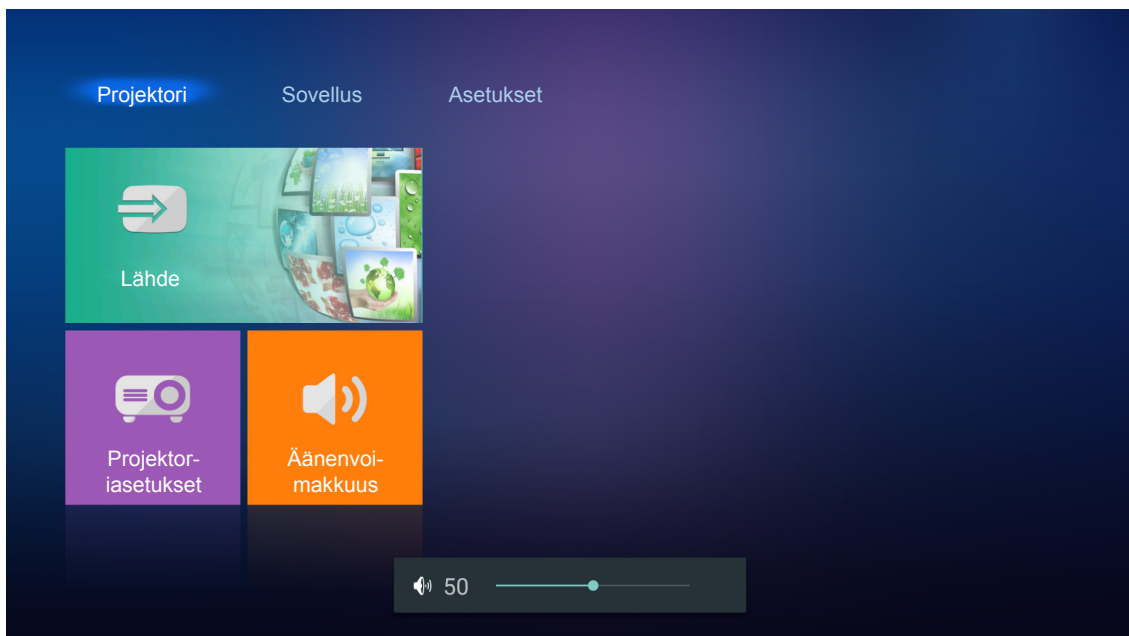 Projektori
Sovellus
Asetukset
Lähde
Projektor-
iasetukset
Äänenvoi-
makkuus
50